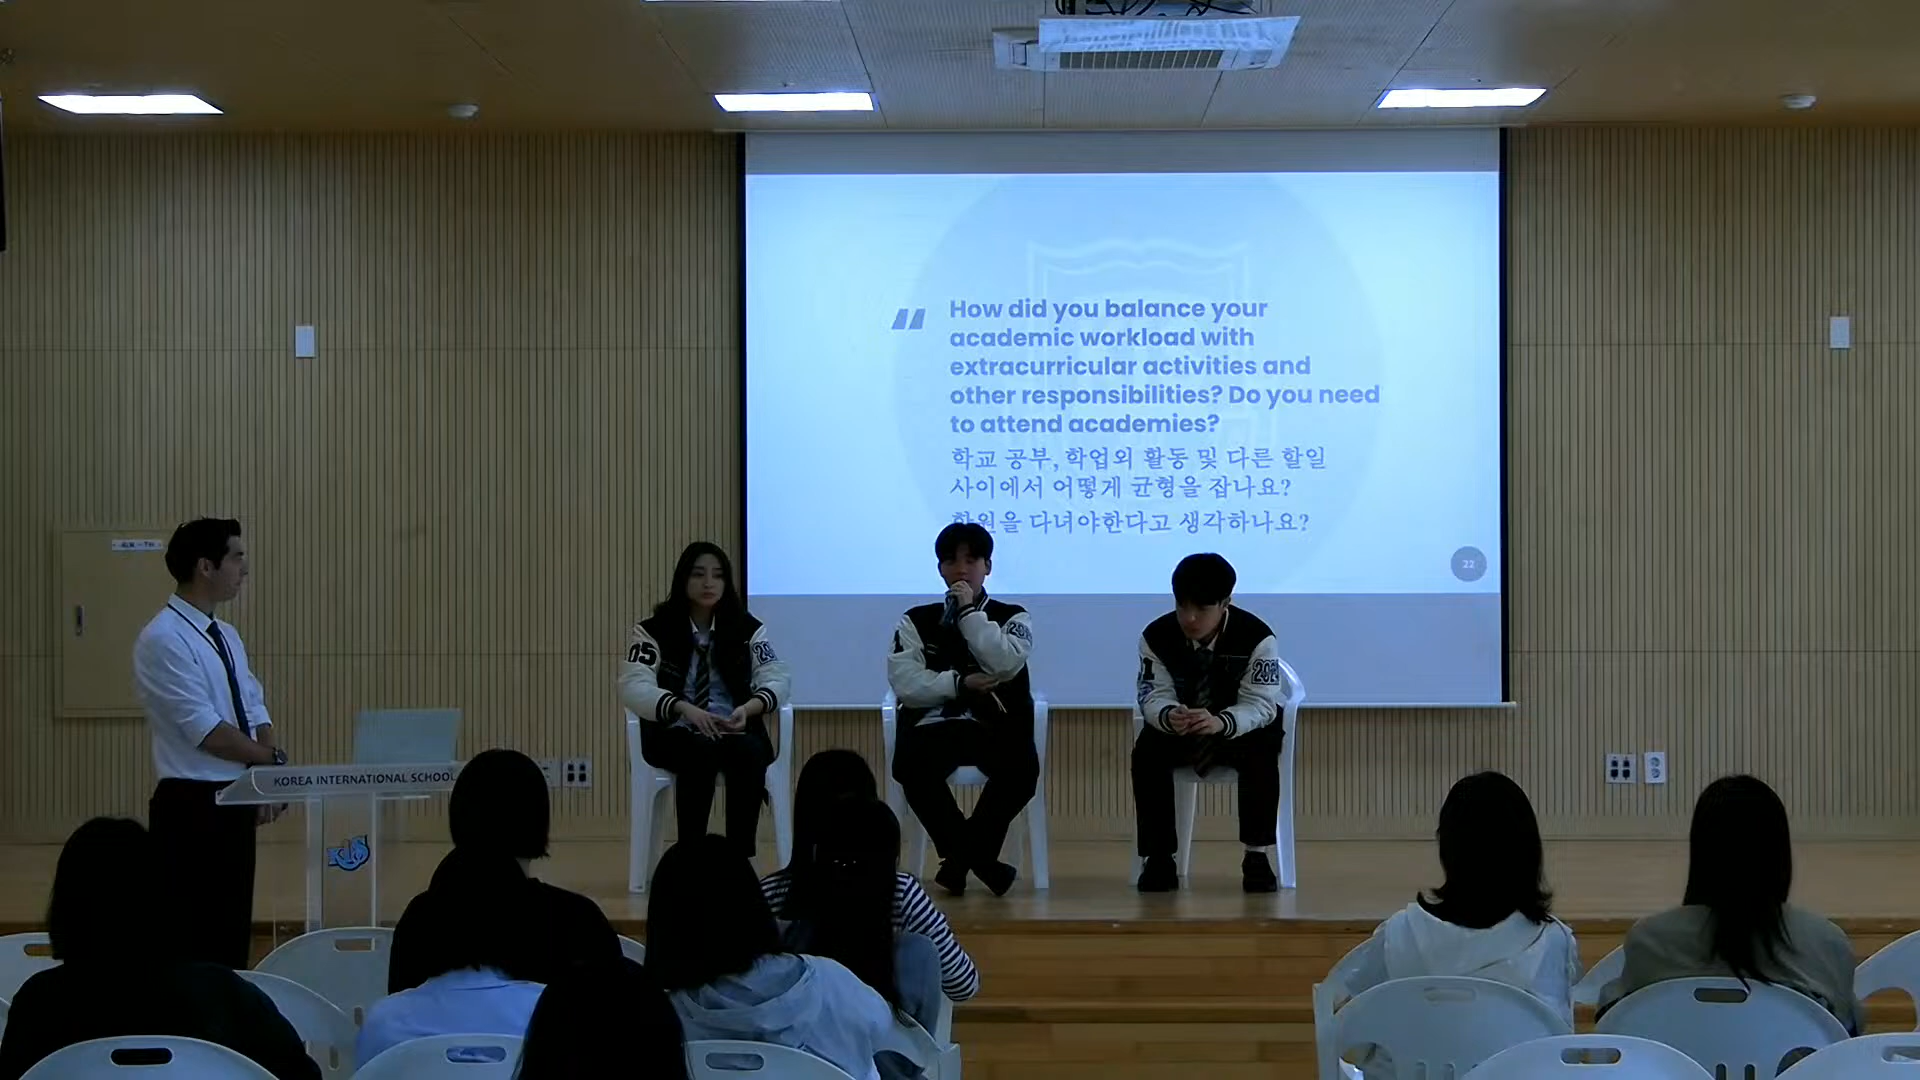 How did you balance your
academic workload with
extracurricular activities and
other responsibilities? Do you need
to attend academies?
학교 공부, 학업외 활동 및 다른 할일
사이에서 어떻게 균형을 잡나요?
학원을 다녀야한다고 생각하나요?
22
05
KOREA INTERNATIONAL SCHOOL
KIS